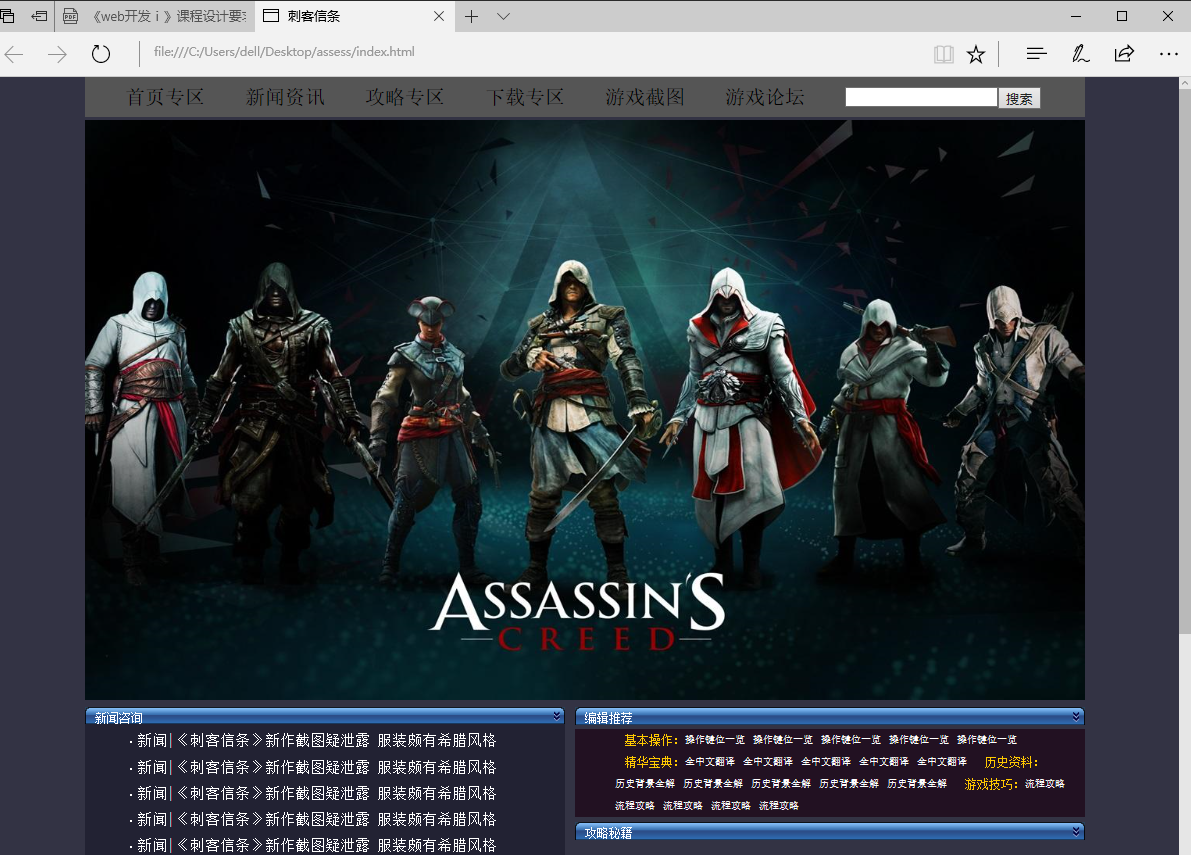 《web开发ⅰ》课程设计要
刺客信条
file:///C:/Users/dell/Desktop/assess/index.html
首页专区 新闻资讯 攻略专区 下载专区 游戏截图 游戏论坛 搜索
ASSASSIN'S
CREED
新闻咨询
· 新闻|《刺客信条》新作截图疑泄露 服装颇有希腊风格
· 新闻|《刺客信条》新作截图疑泄露 服装颇有希腊风格
· 新闻|《刺客信条》新作截图疑泄露 服装颇有希腊风格
· 新闻|《刺客信条》新作截图疑泄露 服装颇有希腊风格
· 新闻|《刺客信条》新作截图疑泄露 服装颇有希腊风格
编辑推荐
基本操作：操作键位一览 操作键位一览 操作键位一览 操作键位一览 操作键位一览
精华宝典：全中文翻译 全中文翻译 全中文翻译 全中文翻译 全中文翻译 历史资料：
历史背景全解 历史背景全解 历史背景全解 历史背景全解 历史背景全解 游戏技巧：流程攻略
流程攻略 流程攻略 流程攻略 流程攻略
攻略秘籍